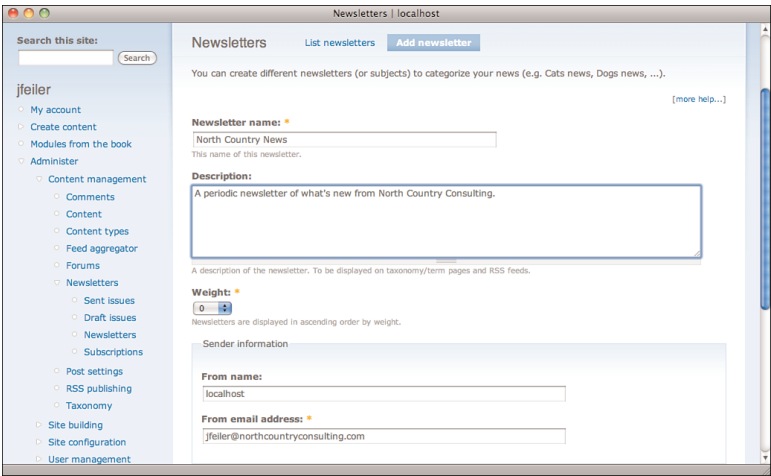 Newsletters | localhost
Search this site:
Search
jfeiler
My account
Create content
Modules from the book
Administer
Content management
Comments
Content
Content types
Feed aggregator
Forums
Newsletters
Sent issues
Draft issues
Newsletters
Subscriptions
Post settings
RSS publishing
Taxonomy
Site building
Site configuration
User management
Newsletters List newsletters Add newsletter
You can create different newsletters (or subjects) to categorize your news (e.g. Cats news, Dogs news, ...).
[more help...]
Newsletter name: *
North Country News
This name of this newsletter.
Description:
A periodic newsletter of what's new from North Country Consulting.
A description of the newsletter. To be displayed on taxonomy/term pages and RSS feeds.
Weight: *
0
Newsletters are displayed in ascending order by weight.
Sender information
From name:
localhost
From email address: *
jfeiler@northcountryconsulting.com